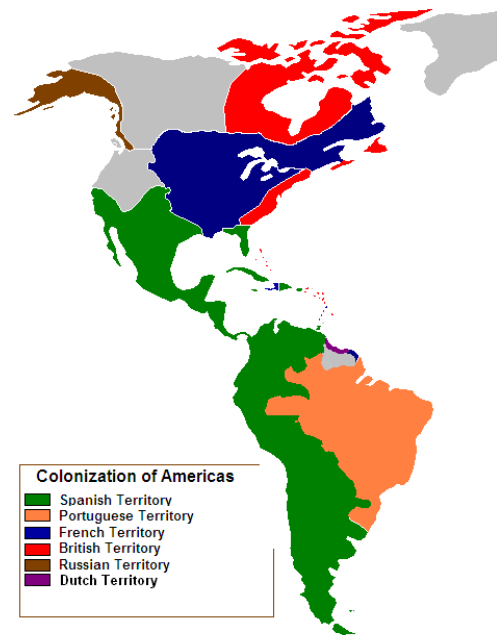 Colonization of Americas
Spanish Territory
Portuguese Territory
French Territory
British Territory
Russian Territory
Dutch Territory